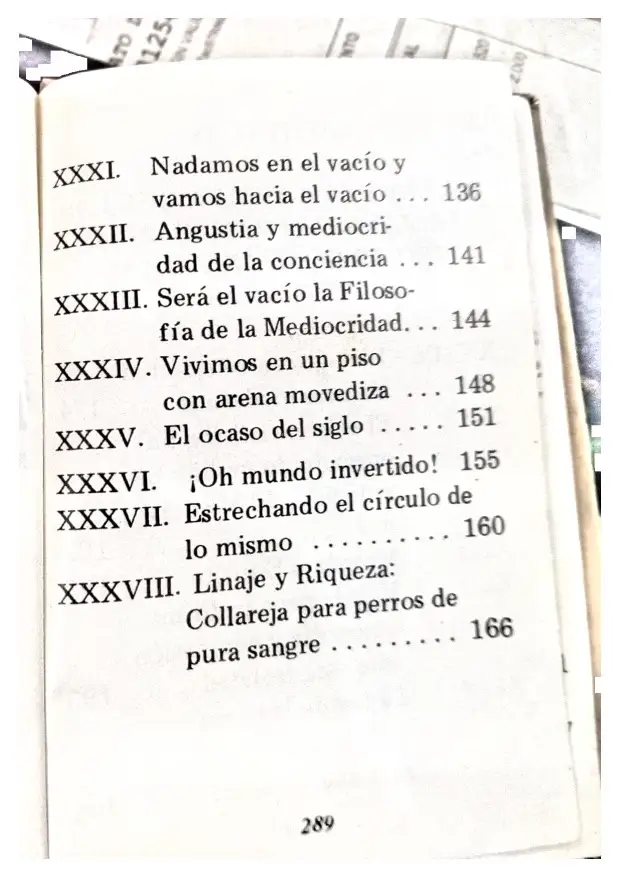 XXXI. Nadamos en el vacío y
vamos hacia el vacío . . . 136
XXXII. Angustia y mediocri-
dad de la conciencia . . . 141
XXXIII. Será el vacío la Filoso-
fía de la Mediocridad. . . 144
XXXIV. Vivimos en un piso
con arena movediza . . . 148
XXXV. El ocaso del siglo . . . . . 151
XXXVI. ¡Oh mundo invertido! 155
XXXVII. Estrechando el círculo de
lo mismo . . . . . . . . . . 160
XXXVIII. Linaje y Riqueza:
Collareja para perros de
pura sangre . . . . . . . . . 166
289